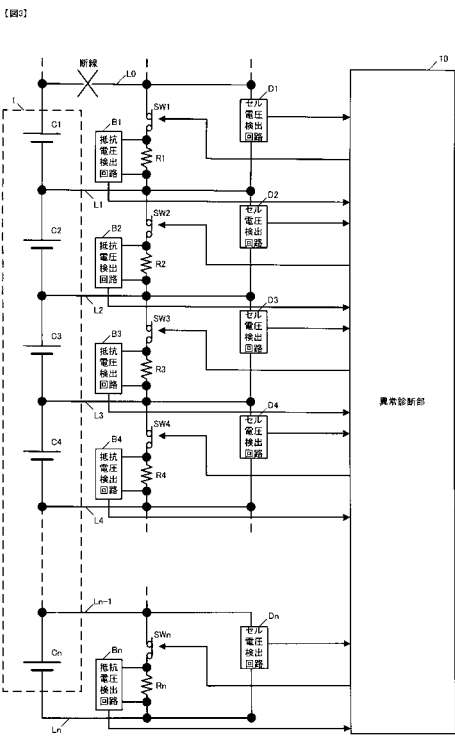 【図3】
断線
L0
10
1
D1
セル
電圧
検出
回路
C1
SW1
B1
抵抗
電圧
検出
回路
R1
L1
D2
セル
電圧
検出
回路
C2
SW2
B2
抵抗
電圧
検出
回路
R2
L2
D3
セル
電圧
検出
回路
C3
SW3
B3
抵抗
電圧
検出
回路
R3
異常診断部
L3
D4
セル
電圧
検出
回路
C4
SW4
B4
抵抗
電圧
検出
回路
R4
L4
Ln-1
Dn
セル
電圧
検出
回路
Cn
SWn
Bn
抵抗
電圧
検出
回路
Rn
Ln